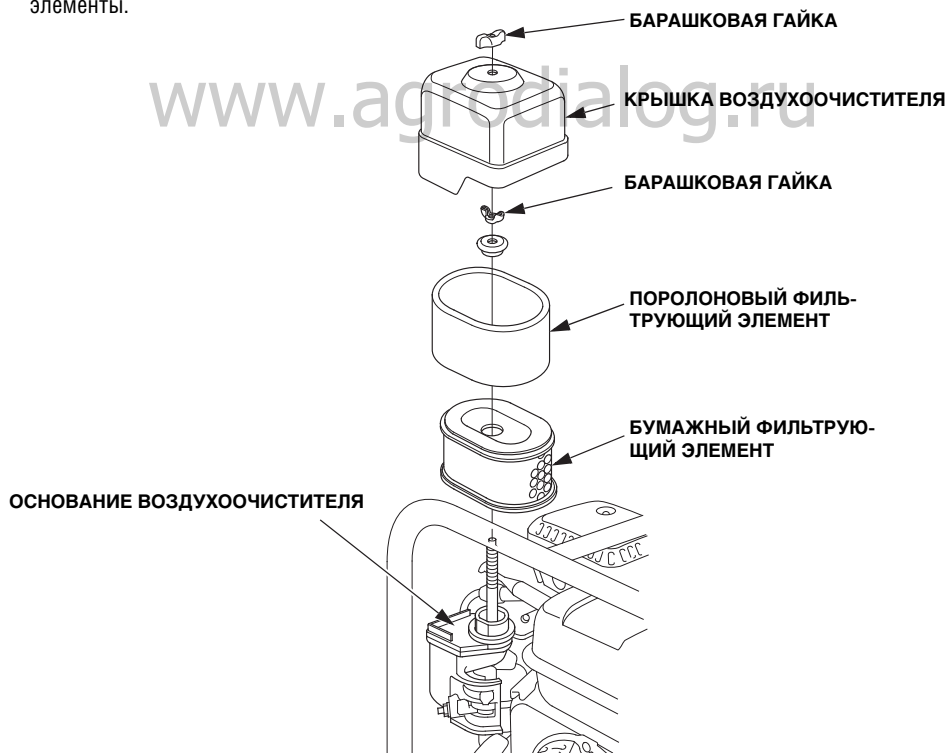 элементы.
БАРАШКОВАЯ ГАЙКА
www.agrodialog.ru
КРЫШКА ВОЗДУХООЧИСТИТЕЛЯ
БАРАШКОВАЯ ГАЙКА
ПОРОЛОНОВЫЙ ФИЛЬ-
ТРУЮЩИЙ ЭЛЕМЕНТ
БУМАЖНЫЙ ФИЛЬТРУЮ-
ЩИЙ ЭЛЕМЕНТ
ОСНОВАНИЕ ВОЗДУХООЧИСТИТЕЛЯ